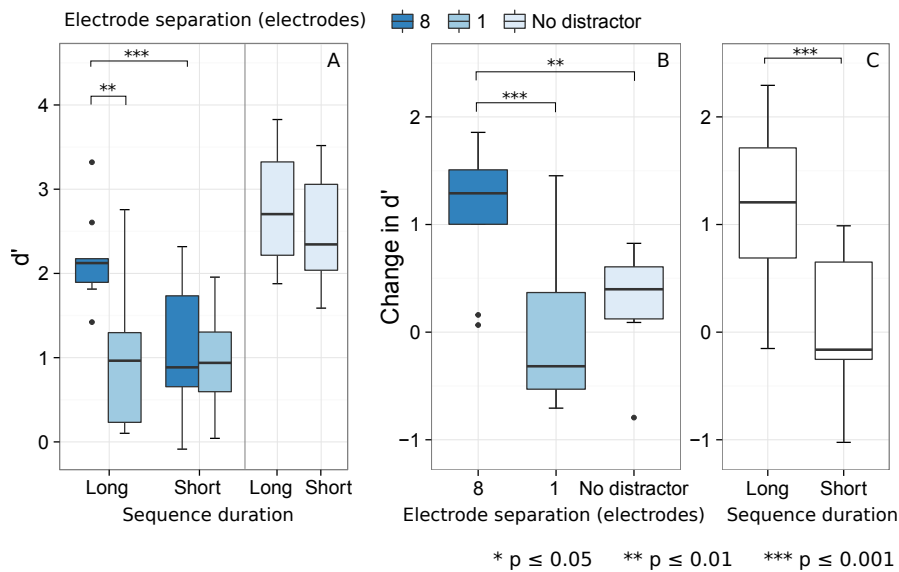 Electrode separation (electrodes) 8 1 No distractor
A
***
**
4
3
2
1
0
d'
Long Short Long Short
Sequence duration
B
**
***
2
1
0
−1
Change in d'
8 1 No distractor
Electrode separation (electrodes)
C
***
2
1
0
−1
Long Short
Sequence duration
* p ≤ 0.05 ** p ≤ 0.01 *** p ≤ 0.001